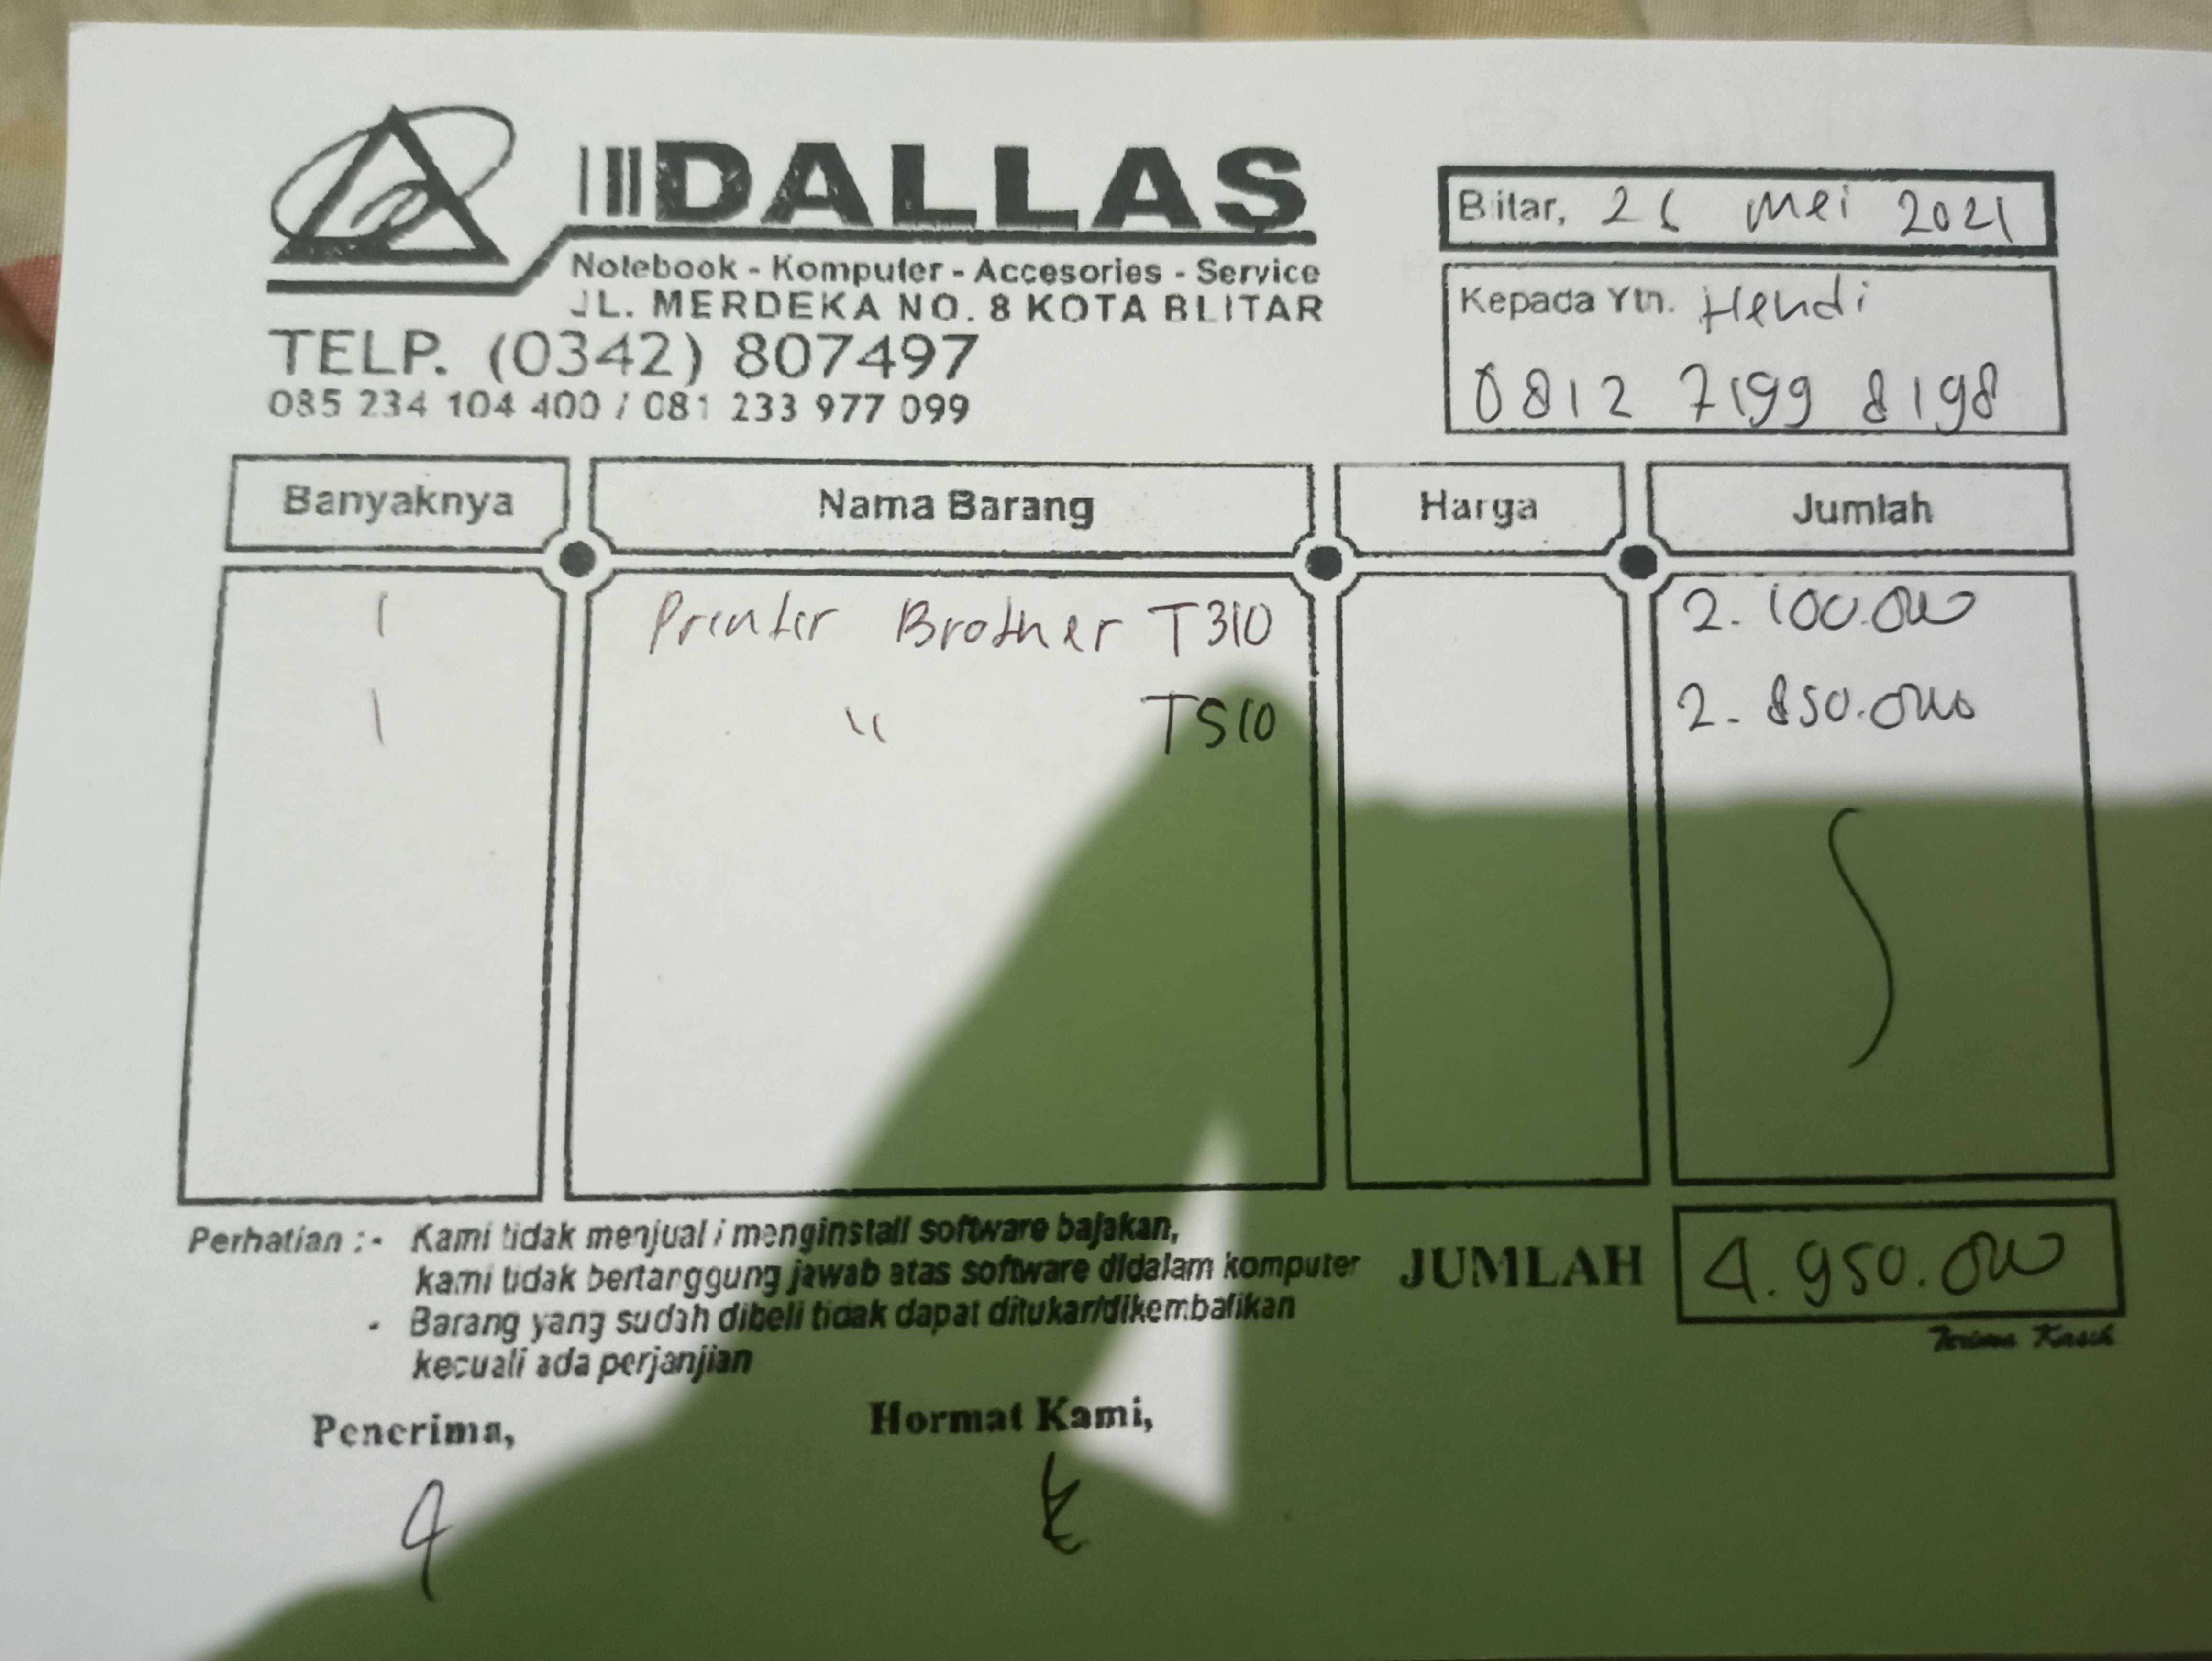 DALLAS
Notebook - Komputer - Accesories - Service
JL. MERDEKA NO. 8 KOTA BLITAR
TELP. (0342) 807497
085 234 104 400 / 081 233 977 099
Blitar, 26 Mei 2021
Kepada Yth. Hendi
0812 7199 8198
Banyaknya Nama Barang Harga Jumlah
1 Printer Brother T310 2.100.000
1 " T510 2.850.000
Perhatian : - Kami tidak menjual / menginstall software bajakan,
kami tidak bertanggung jawab atas software didalam komputer
- Barang yang sudah dibeli tidak dapat ditukar/dikembalikan
kecuali ada perjanjian
JUMLAH 4.950.000
Terima Kasih
Penerima, Hormat Kami,